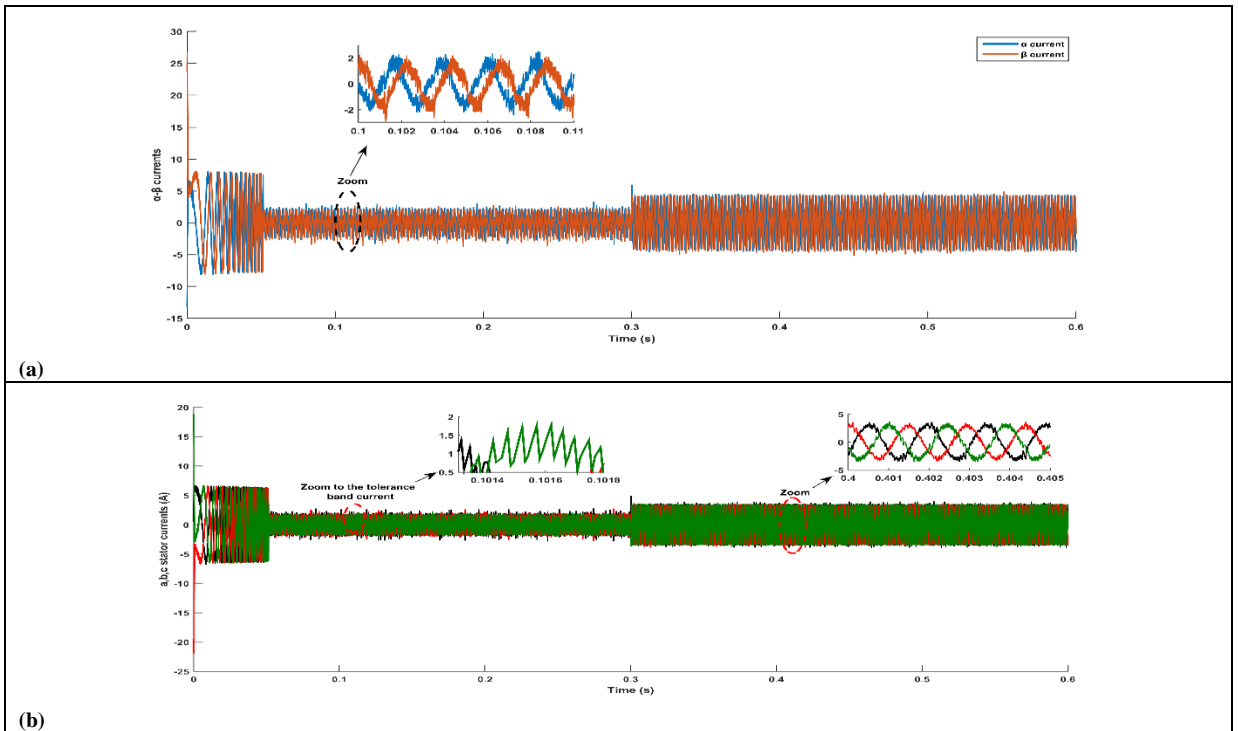 30
25
20
15
10
5
0
-5
-10
-15
α-β currents
2
0
-2
0.1 0.102 0.104 0.106 0.108 0.11
Zoom
α current
β current
0 0.1 0.2 0.3 0.4 0.5 0.6
Time (s)
(a)
20
15
10
5
0
-5
-10
-15
-20
-25
a,b,c stator currents (A)
2
1.5
1
0.5
0.1014 0.1016 0.1018
Zoom to the tolerance
band current
5
0
-5
0.4 0.401 0.402 0.403 0.404 0.405
Zoom
0 0.1 0.2 0.3 0.4 0.5 0.6
Time (s)
(b)